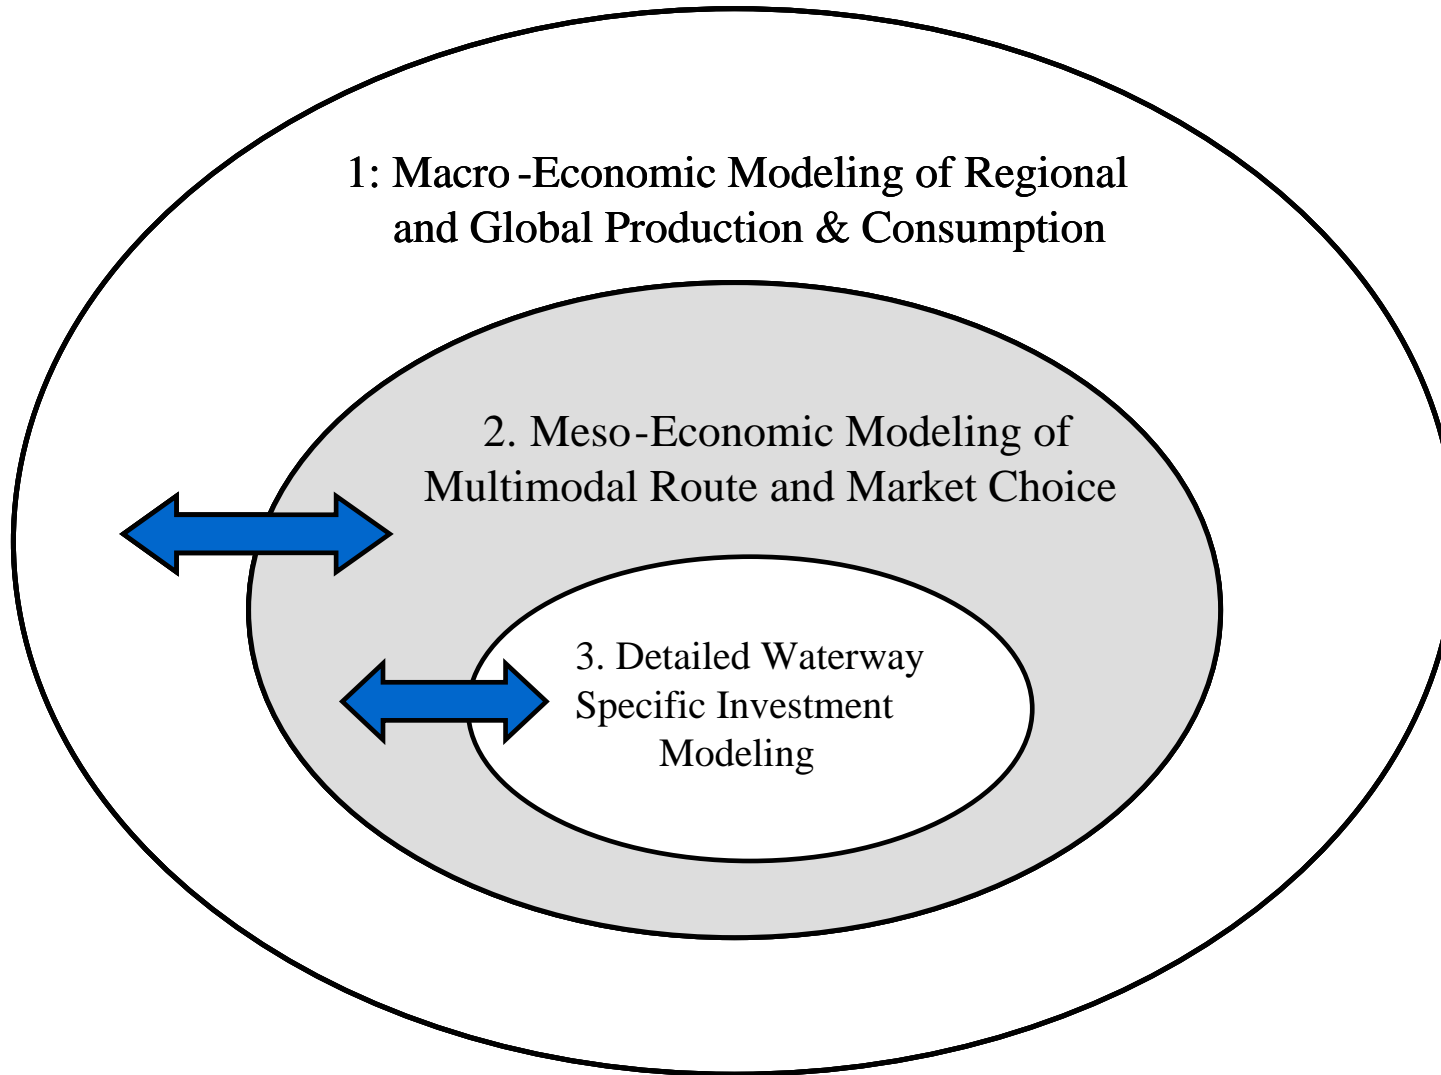 1: Macro-Economic Modeling of Regional
and Global Production & Consumption
2. Meso-Economic Modeling of
Multimodal Route and Market Choice
3. Detailed Waterway
Specific Investment
Modeling